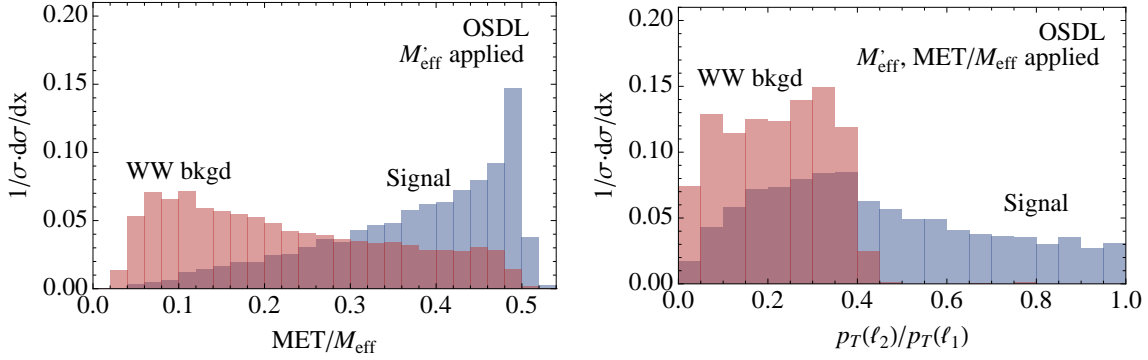 0.20
0.15
0.10
0.05
0.00
1/σ·dσ/dx
OSDL
M'eff applied
WW bkgd
Signal
0.0 0.1 0.2 0.3 0.4 0.5
MET/Meff
0.20
0.15
0.10
0.05
0.00
1/σ·dσ/dx
OSDL
M'eff, MET/Meff applied
WW bkgd
Signal
0.0 0.2 0.4 0.6 0.8 1.0
pT(ℓ2)/pT(ℓ1)